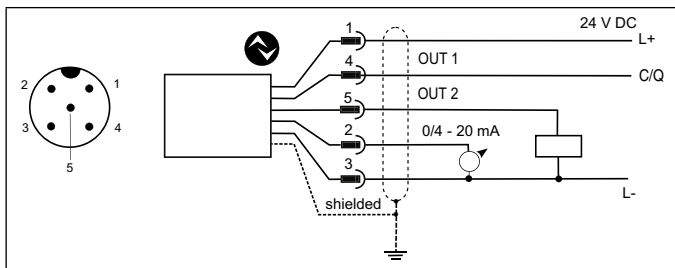 24 V DC
1
L+
4
OUT 1
C/Q
5
OUT 2
2
0/4 - 20 mA
3
L-
shielded
2
1
3
4
5